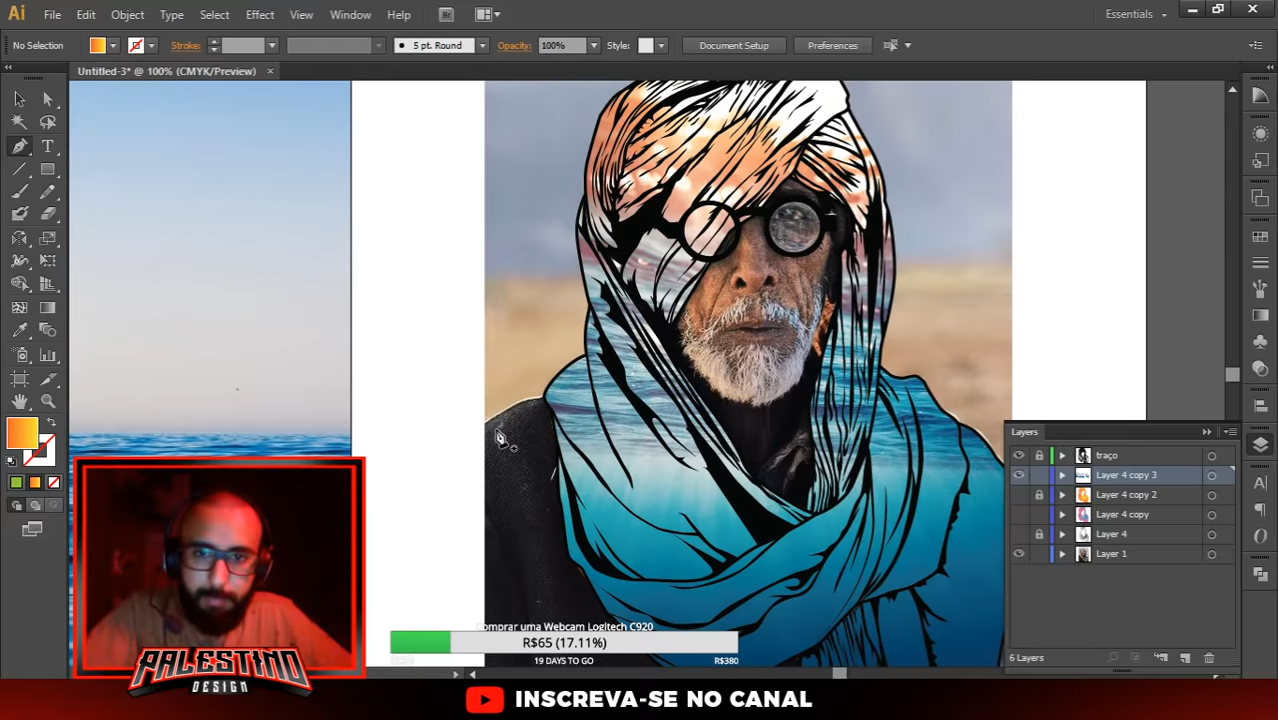 Ai File Edit Object Type Select Effect View Window Help Br Essentials
No Selection Stroke: 5 pt. Round Opacity: 100% Style: Document Setup Preferences
Untitled-3* @ 100% (CMYK/Preview)
Layers
traço
Layer 4 copy 3
Layer 4 copy 2
Layer 4 copy
Layer 4
Layer 1
6 Layers
Comprar uma Webcam Logitech C920
R$65 (17.11%)
19 DAYS TO GO R$380
PALESTINO
DESIGN
INSCREVA-SE NO CANAL